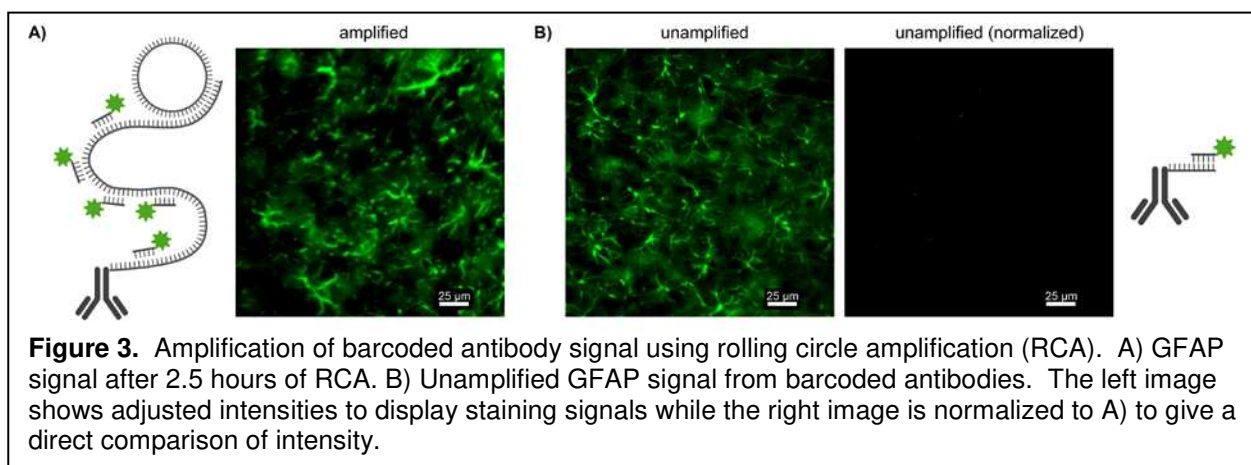 A)
amplified
B)
unamplified
unamplified (normalized)
25 µm
25 µm
25 µm
Figure 3. Amplification of barcoded antibody signal using rolling circle amplification (RCA). A) GFAP
signal after 2.5 hours of RCA. B) Unamplified GFAP signal from barcoded antibodies. The left image
shows adjusted intensities to display staining signals while the right image is normalized to A) to give a
direct comparison of intensity.